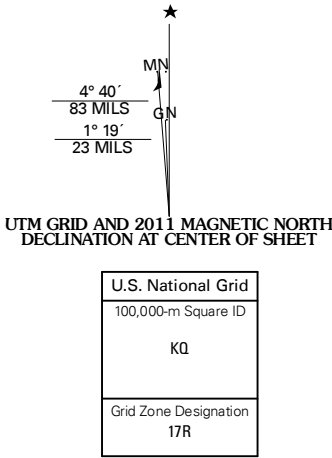 ★
MN
4° 40´
83 MILS
GN
1° 19´
23 MILS
UTM GRID AND 2011 MAGNETIC NORTH
DECLINATION AT CENTER OF SHEET
U.S. National Grid
100,000-m Square ID
KQ
Grid Zone Designation
17R